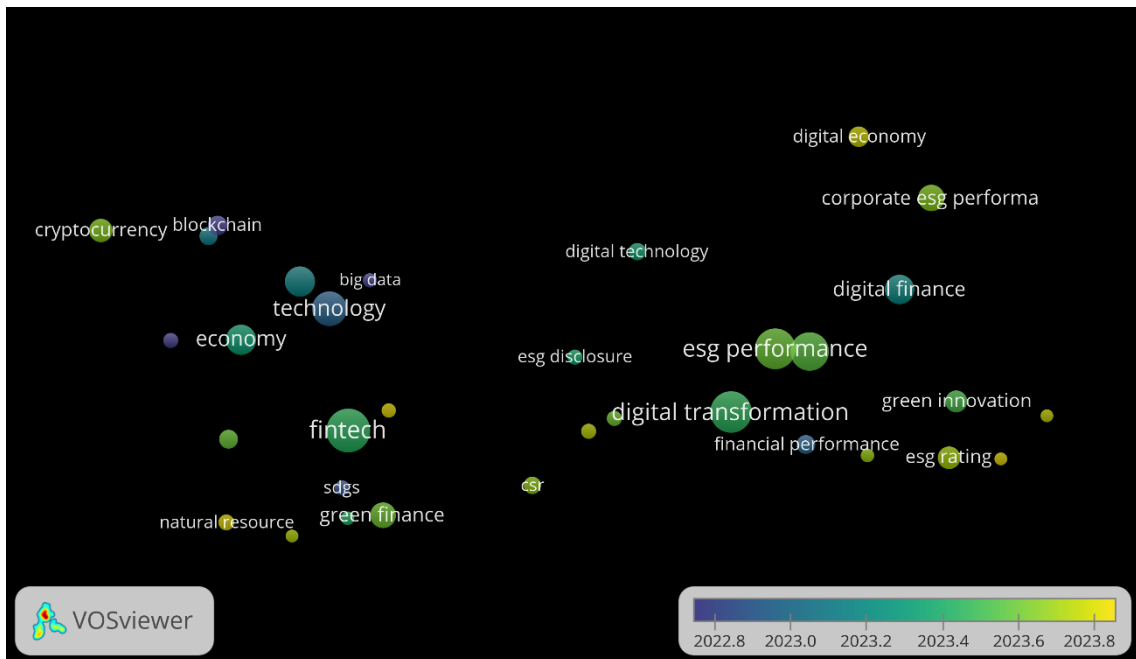 digital economy
corporate esg performa
cryptocurrency
blockchain
digital technology
big data
digital finance
technology
economy
esg performance
esg disclosure
green innovation
digital transformation
fintech
financial performance
esg rating
sdgs
csr
green finance
natural resource
VOSviewer
2022.8 2023.0 2023.2 2023.4 2023.6 2023.8